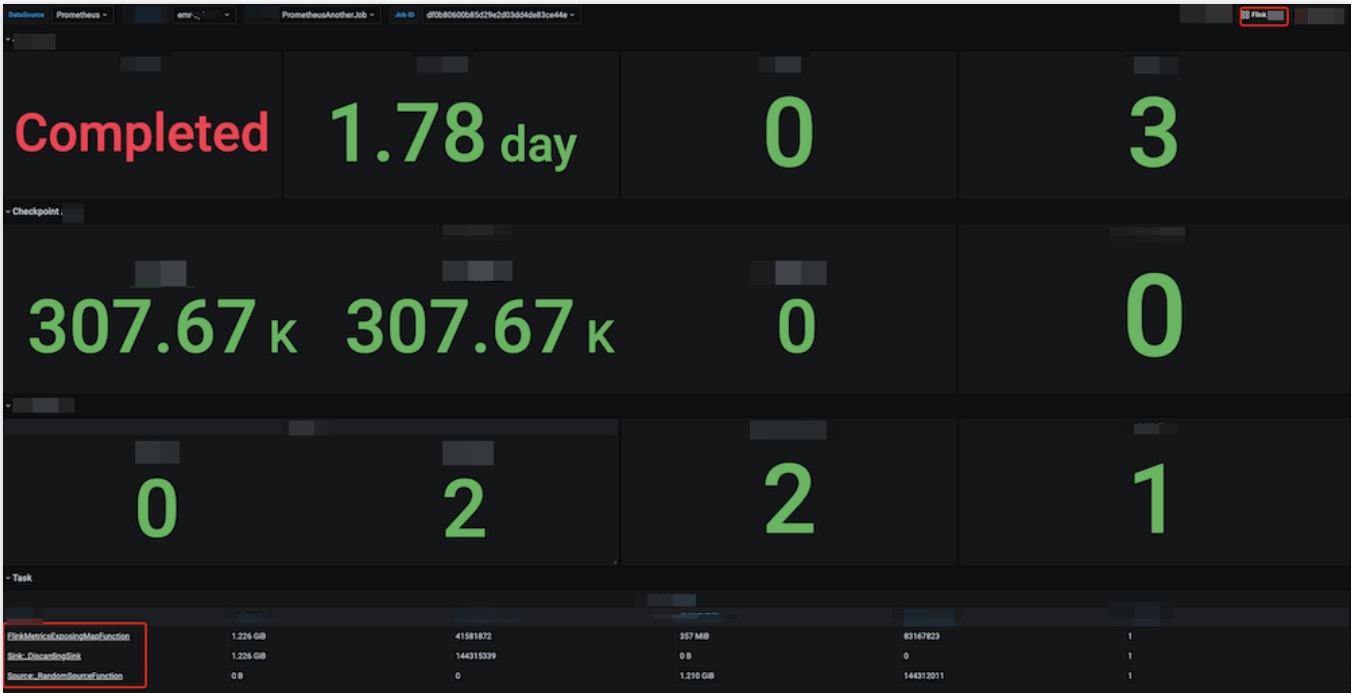 DataSource Prometheus PrometheusAnotherJob Job ID df0b80600b85d29e2d03dd4de83ce44e Flink
Completed 1.78 day 0 3
Checkpoint
307.67 K 307.67 K 0 0
0 2 2 1
Task
FlinkMetricsExposingMapFunction 1.226 GiB 41581872 357 MiB 83167823 1
Sink:_DiscardingSink 1.226 GiB 144315339 0 B 0 1
Source:_RandomSourceFunction 0 B 0 1.210 GiB 144312011 1